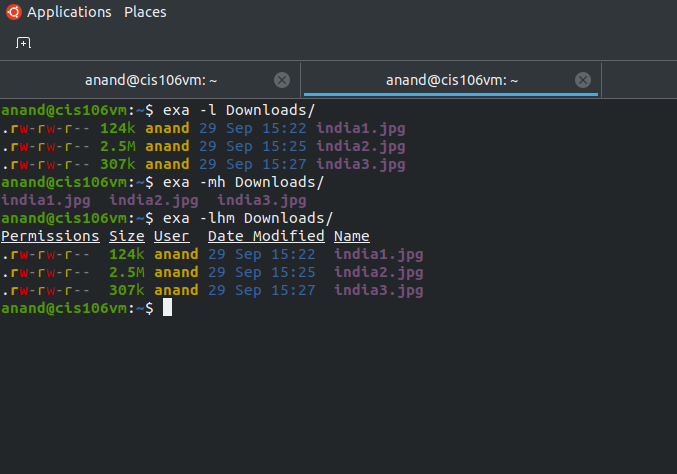 Applications Places
anand@cis106vm: ~ anand@cis106vm: ~
anand@cis106vm:~$ exa -l Downloads/
.rw-rw-r-- 124k anand 29 Sep 15:22 india1.jpg
.rw-rw-r-- 2.5M anand 29 Sep 15:25 india2.jpg
.rw-rw-r-- 307k anand 29 Sep 15:27 india3.jpg
anand@cis106vm:~$ exa -mh Downloads/
india1.jpg  india2.jpg  india3.jpg
anand@cis106vm:~$ exa -lhm Downloads/
Permissions Size User  Date Modified Name
.rw-rw-r--  124k anand 29 Sep 15:22  india1.jpg
.rw-rw-r--  2.5M anand 29 Sep 15:25  india2.jpg
.rw-rw-r--  307k anand 29 Sep 15:27  india3.jpg
anand@cis106vm:~$